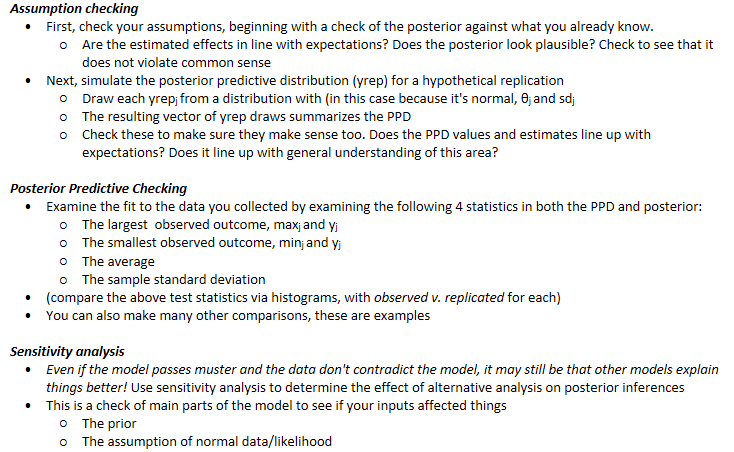 Assumption checking
• First, check your assumptions, beginning with a check of the posterior against what you already know.
o Are the estimated effects in line with expectations? Does the posterior look plausible? Check to see that it
does not violate common sense
• Next, simulate the posterior predictive distribution (yrep) for a hypothetical replication
o Draw each yrepⱼ from a distribution with (in this case because it's normal, θⱼ and sdⱼ
o The resulting vector of yrep draws summarizes the PPD
o Check these to make sure they make sense too. Does the PPD values and estimates line up with
expectations? Does it line up with general understanding of this area?
Posterior Predictive Checking
• Examine the fit to the data you collected by examining the following 4 statistics in both the PPD and posterior:
o The largest observed outcome, maxⱼ and yⱼ
o The smallest observed outcome, minⱼ and yⱼ
o The average
o The sample standard deviation
• (compare the above test statistics via histograms, with observed v. replicated for each)
• You can also make many other comparisons, these are examples
Sensitivity analysis
• Even if the model passes muster and the data don't contradict the model, it may still be that other models explain
things better! Use sensitivity analysis to determine the effect of alternative analysis on posterior inferences
• This is a check of main parts of the model to see if your inputs affected things
o The prior
o The assumption of normal data/likelihood